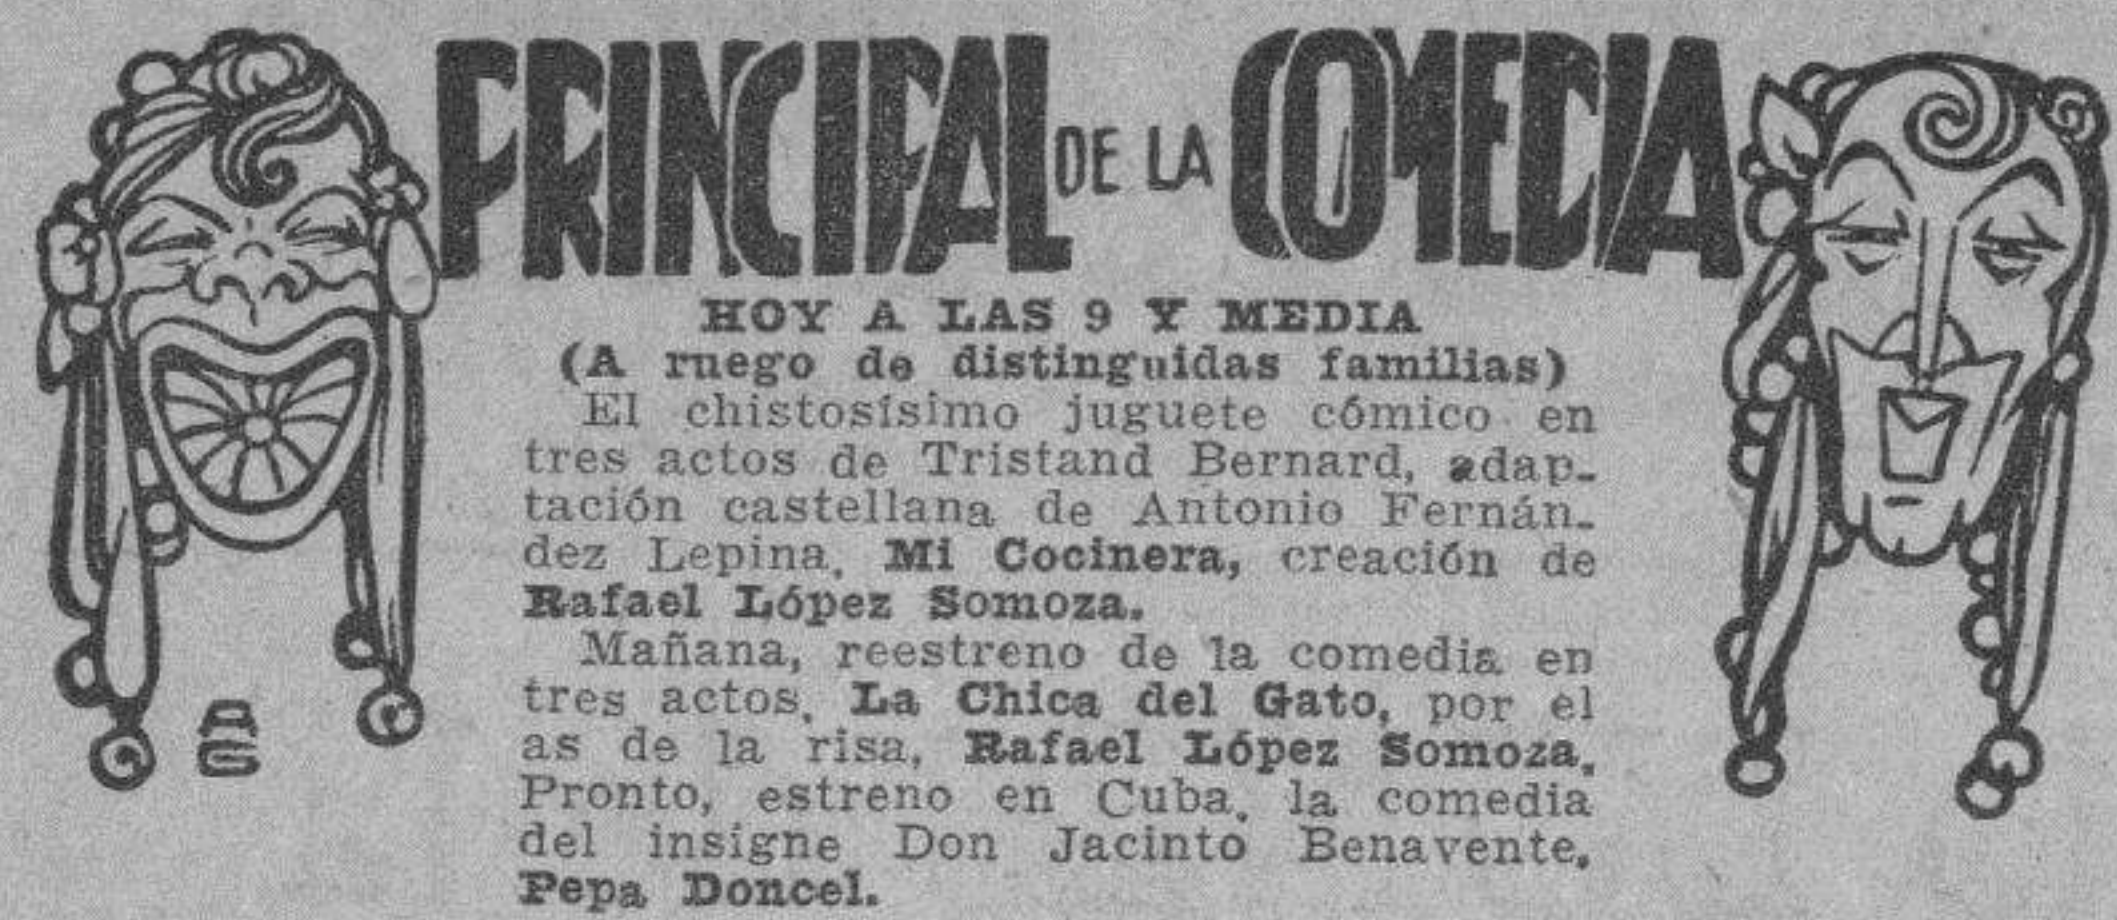 PRINCIPAL DE LA COMEDIA
HOY A LAS 9 Y MEDIA
(A ruego de distinguidas familias)
El chistosísimo juguete cómico en
tres actos de Tristand Bernard, adap-
tación castellana de Antonio Fernán-
dez Lepina, Mi Cocinera, creación de
Rafael López Somoza.
Mañana, reestreno de la comedia en
tres actos, La Chica del Gato, por el
as de la risa, Rafael López Somoza.
Pronto, estreno en Cuba, la comedia
del insigne Don Jacinto Benavente,
Pepa Doncel.
AG